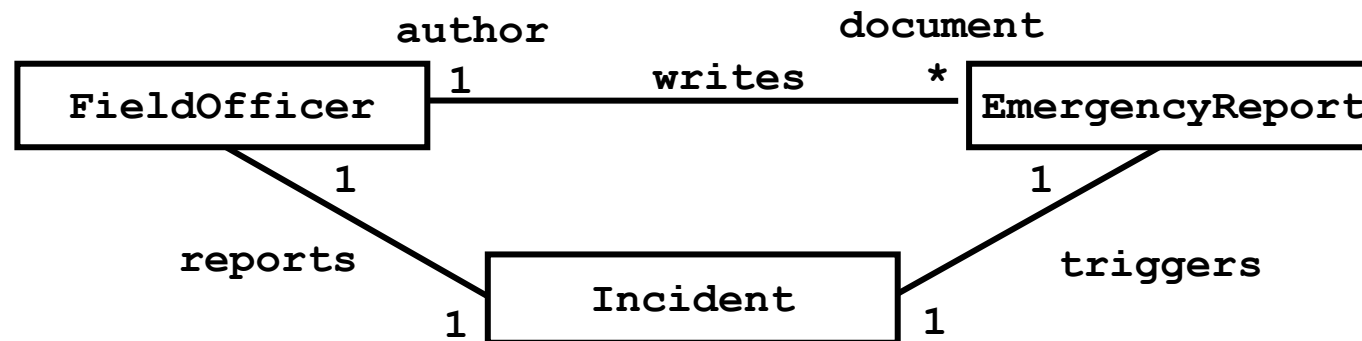 author
document
1
writes
*
FieldOfficer
EmergencyReport
1
1
reports
triggers
Incident
1
1